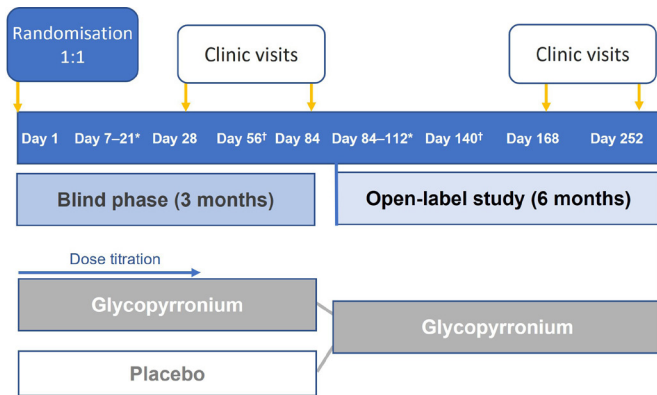 Randomisation
1:1
Clinic visits
Clinic visits
Day 1 Day 7–21* Day 28 Day 56† Day 84 Day 84–112* Day 140† Day 168 Day 252
Blind phase (3 months)
Open-label study (6 months)
Dose titration
Glycopyrronium
Glycopyrronium
Placebo